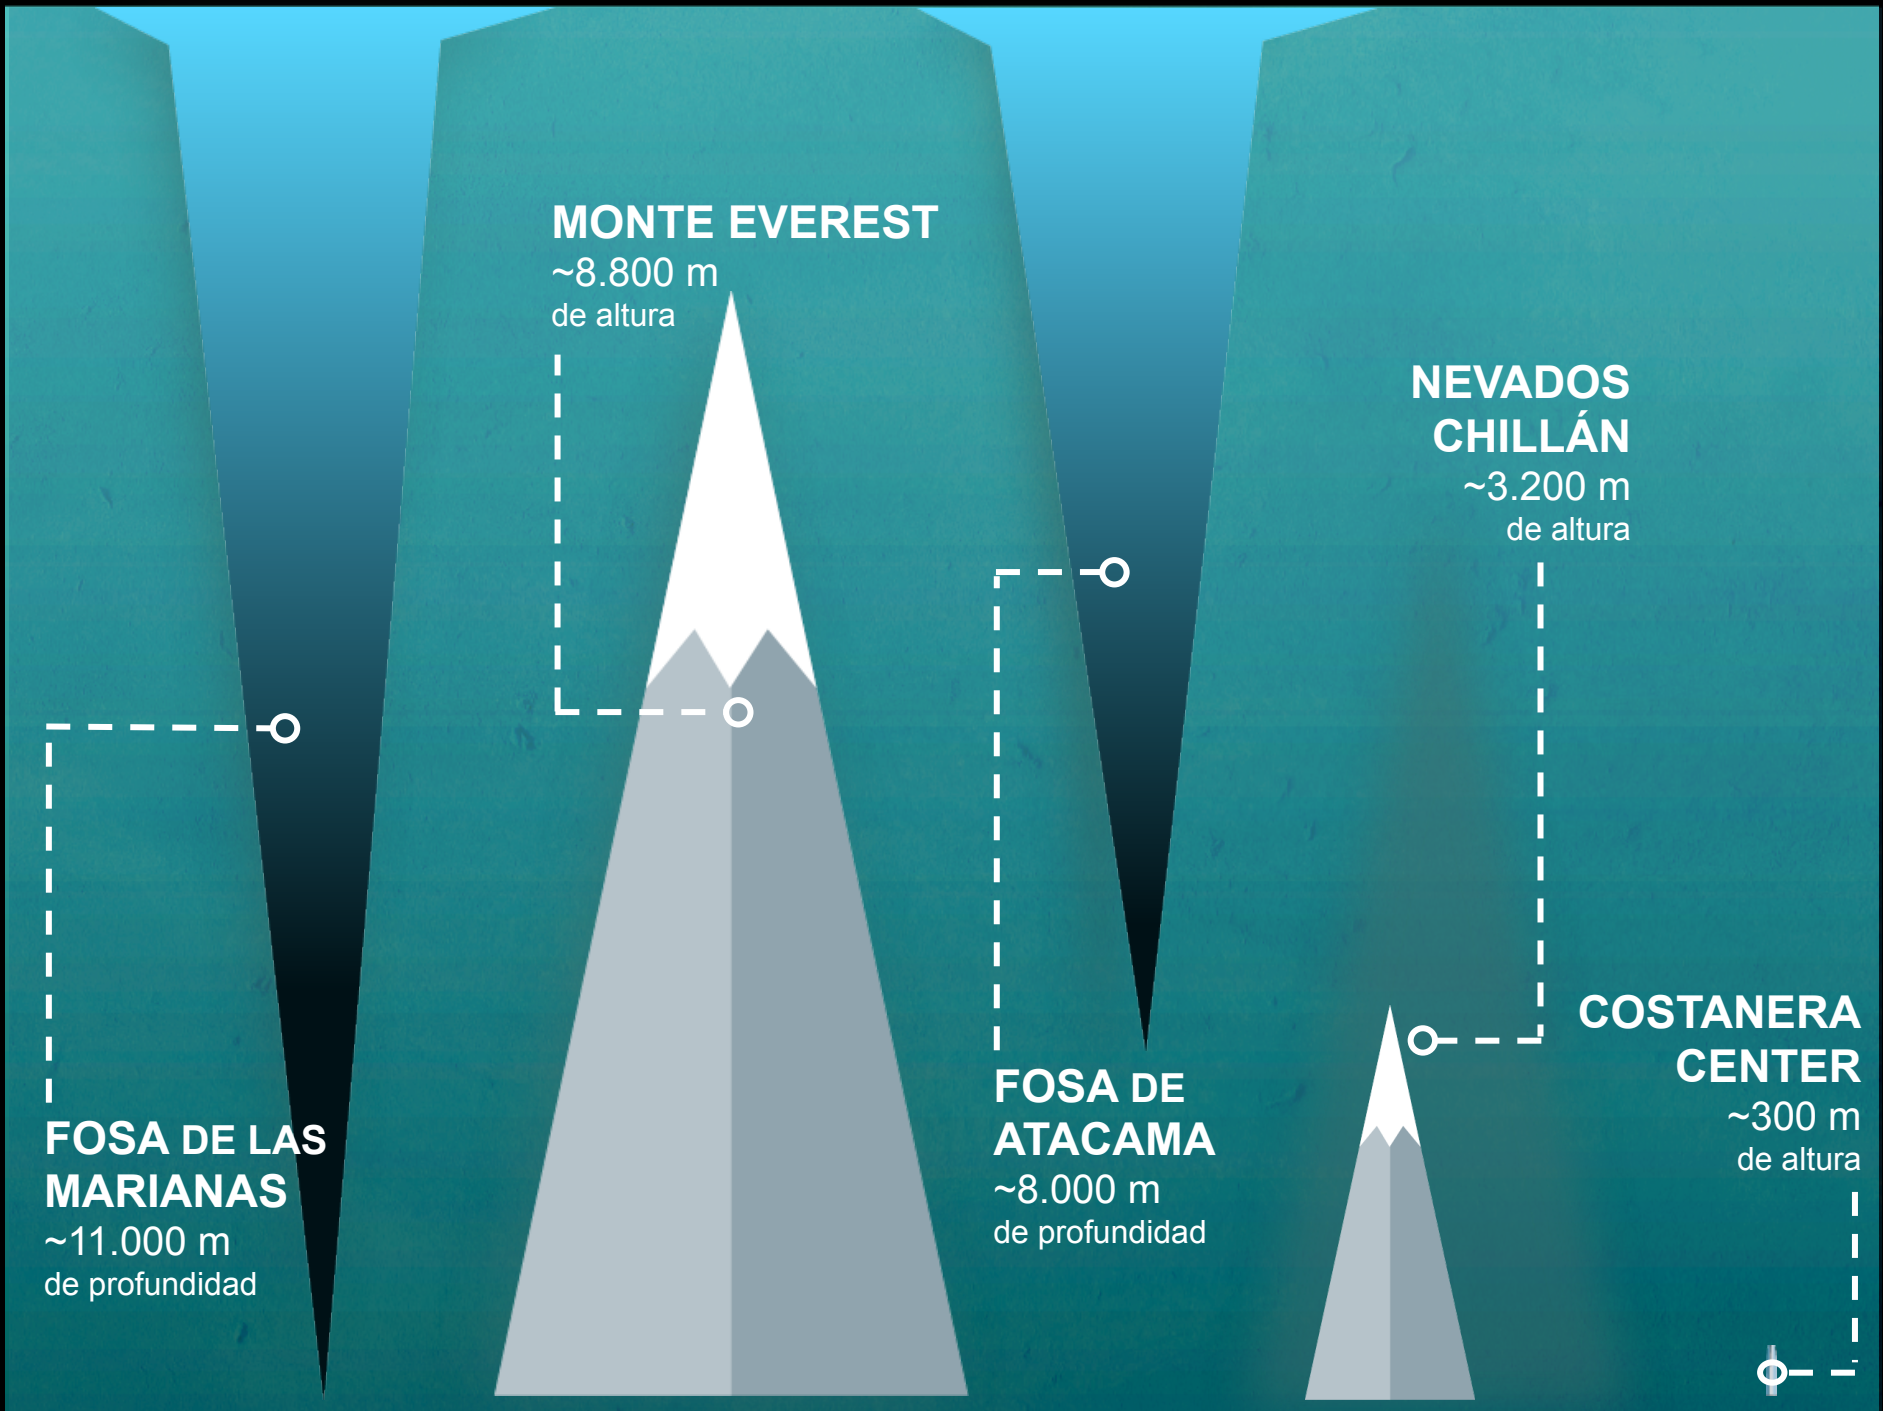 MONTE EVEREST
~8.800 m
de altura
NEVADOS
CHILLÁN
~3.200 m
de altura
COSTANERA
CENTER
~300 m
de altura
FOSA DE
ATACAMA
~8.000 m
de profundidad
FOSA DE LAS
MARIANAS
~11.000 m
de profundidad